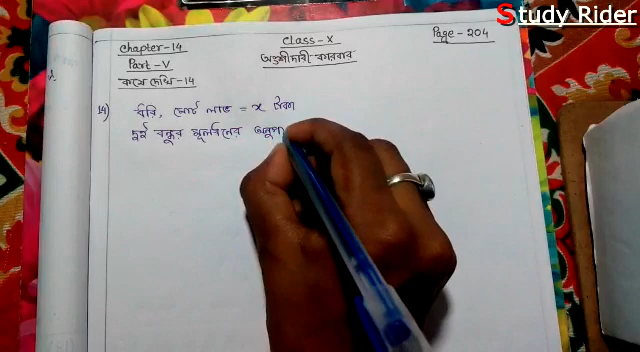 Study Rider
Chapter-14
Class-X
Page-204
Part-V
অংশীদারী কারবার
কষে দেখি-14
14) ধরি, মোট লাভ = x টাকা
দুই বন্ধুর মূলধনের অনুপা